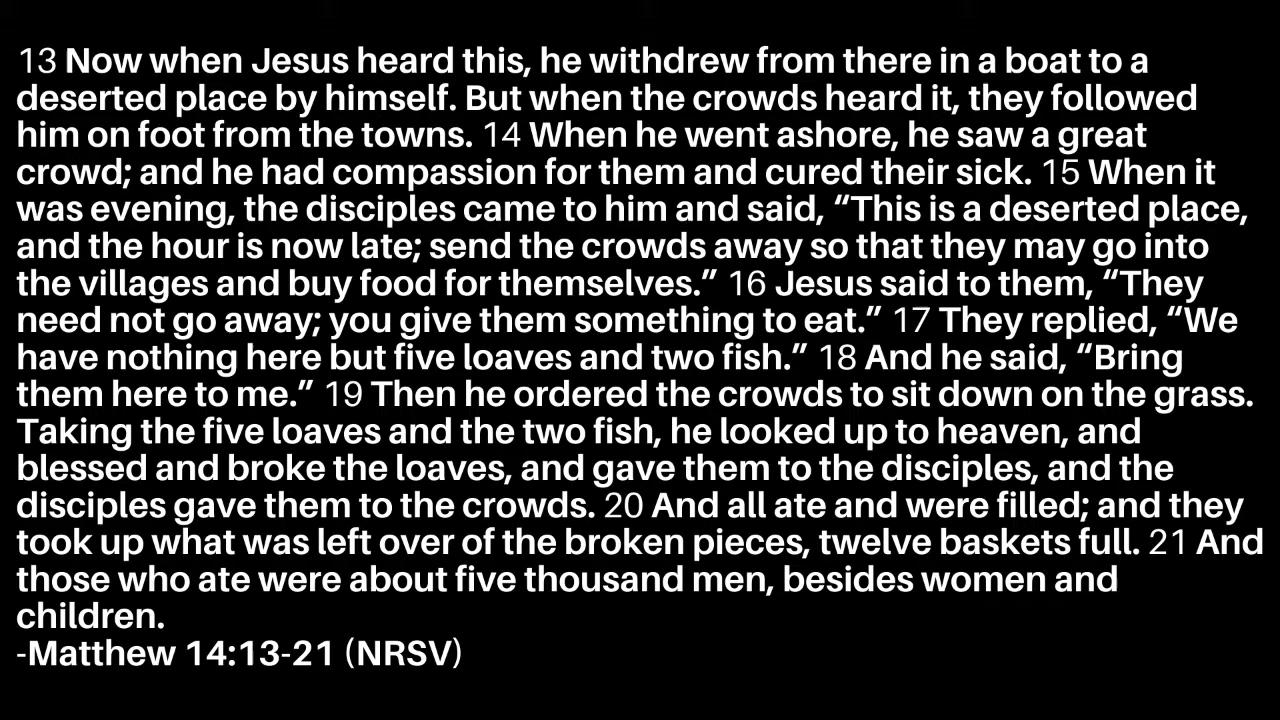 13 Now when Jesus heard this, he withdrew from there in a boat to a
deserted place by himself. But when the crowds heard it, they followed
him on foot from the towns. 14 When he went ashore, he saw a great
crowd; and he had compassion for them and cured their sick. 15 When it
was evening, the disciples came to him and said, “This is a deserted place,
and the hour is now late; send the crowds away so that they may go into
the villages and buy food for themselves.” 16 Jesus said to them, “They
need not go away; you give them something to eat.” 17 They replied, “We
have nothing here but five loaves and two fish.” 18 And he said, “Bring
them here to me.” 19 Then he ordered the crowds to sit down on the grass.
Taking the five loaves and the two fish, he looked up to heaven, and
blessed and broke the loaves, and gave them to the disciples, and the
disciples gave them to the crowds. 20 And all ate and were filled; and they
took up what was left over of the broken pieces, twelve baskets full. 21 And
those who ate were about five thousand men, besides women and
children.
-Matthew 14:13-21 (NRSV)